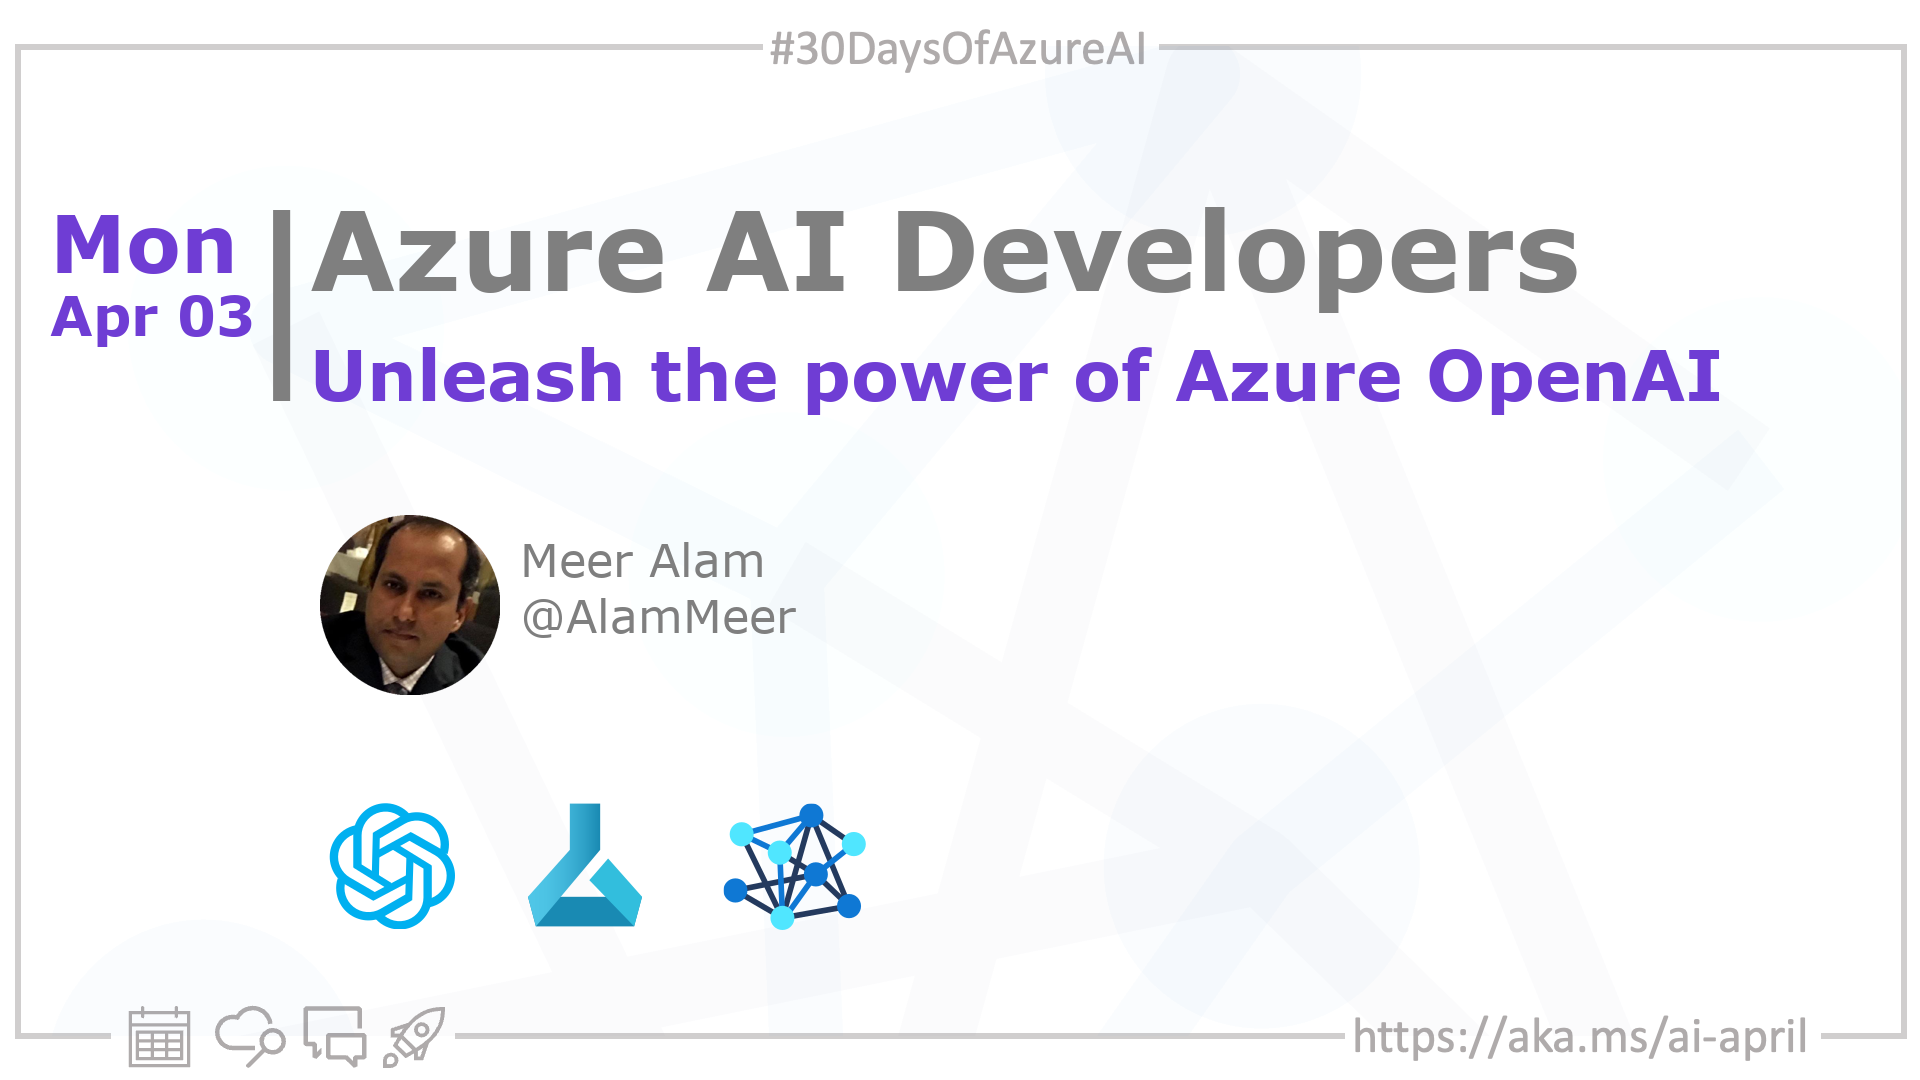 #30DaysOfAzureAI
Mon
Apr 03
Azure AI Developers
Unleash the power of Azure OpenAI
Meer Alam
@AlamMeer
https://aka.ms/ai-april